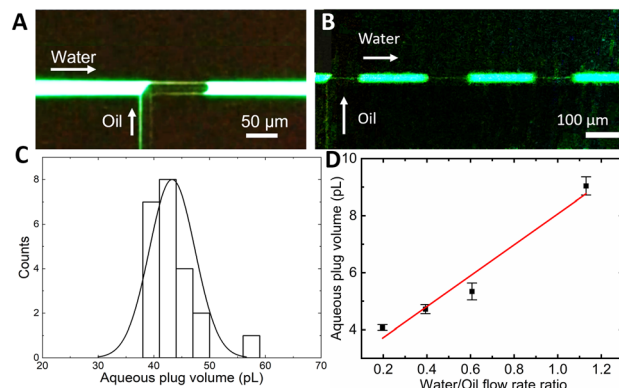 A
Water
Oil
50 μm
B
Water
Oil
100 μm
C
8
6
4
2
0
20
30
40
50
60
70
Counts
Aqueous plug volume (pL)
D
10
8
6
4
0.2
0.4
0.6
0.8
1.0
1.2
Aqueous plug volume (pL)
Water/Oil flow rate ratio